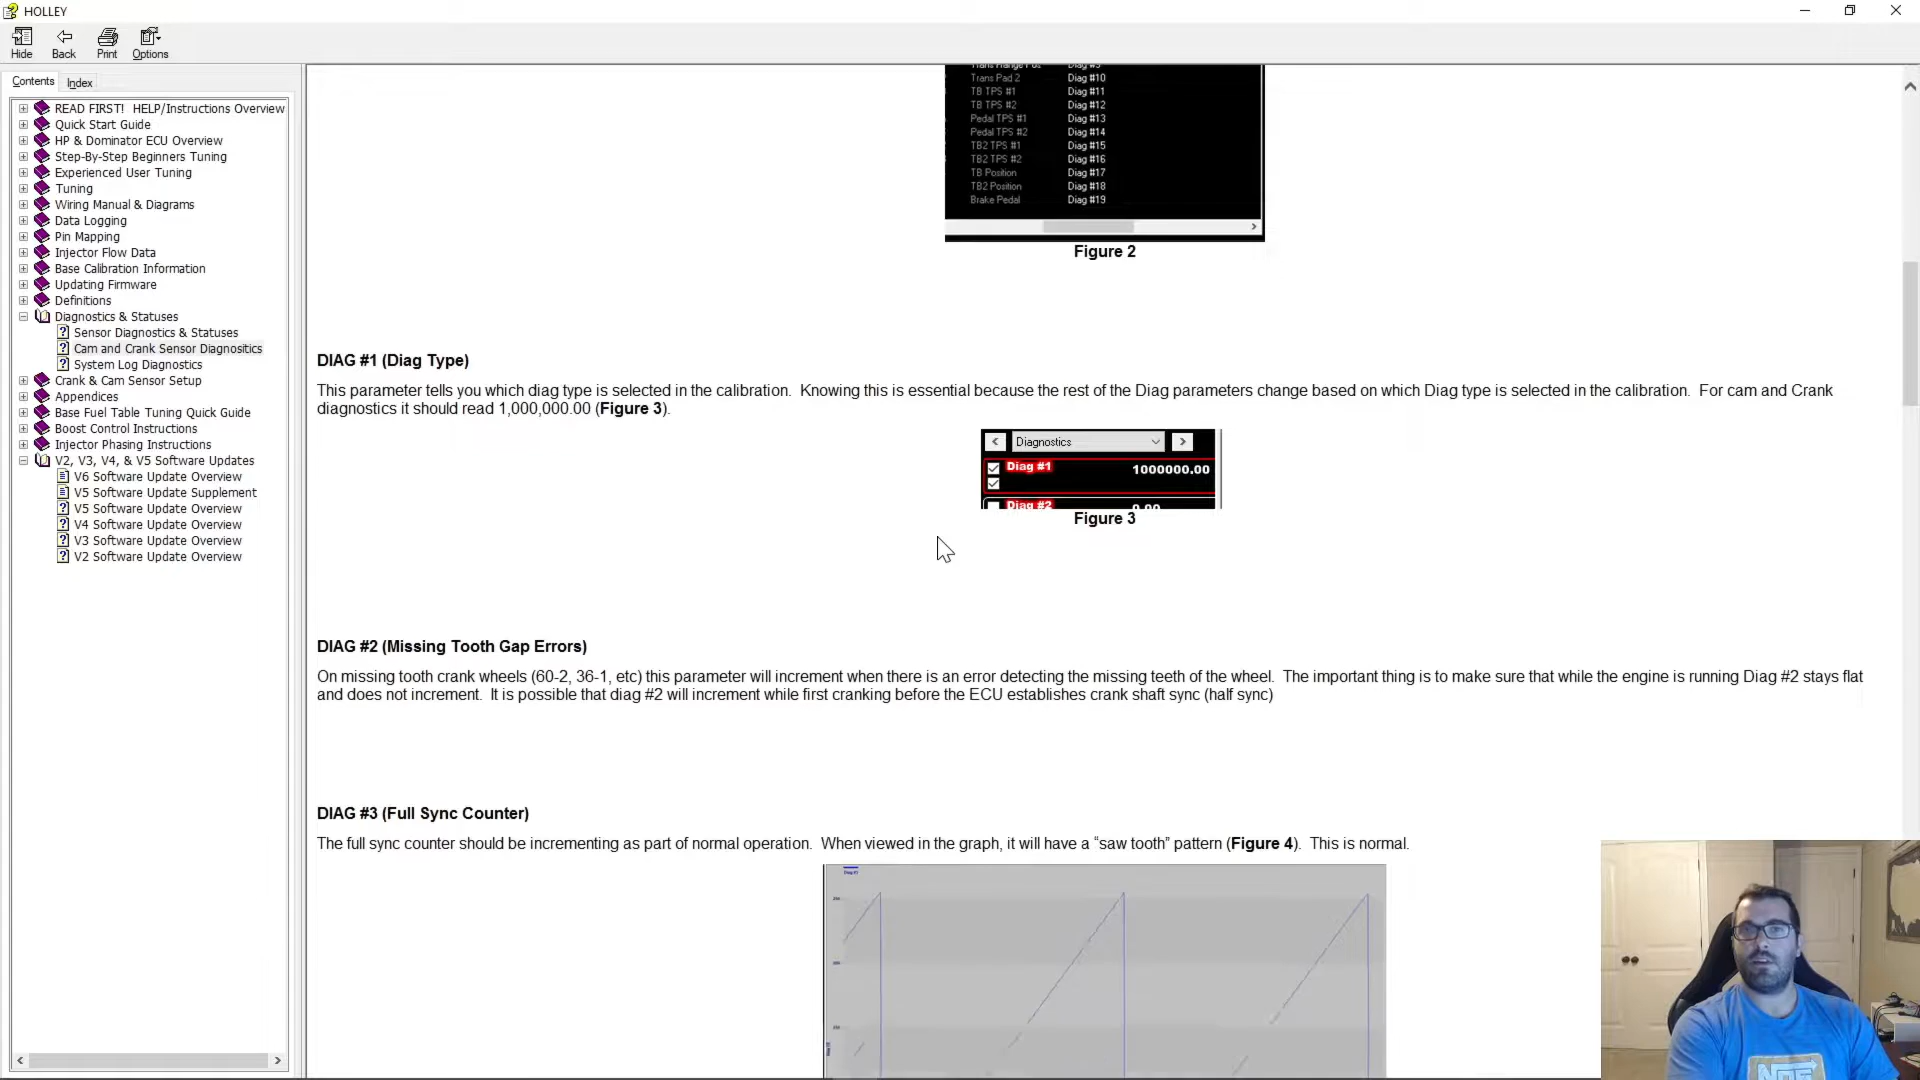 HOLLEY
Hide Back Print Options
Contents Index
READ FIRST!  HELP/Instructions Overview
Quick Start Guide
HP & Dominator ECU Overview
Step-By-Step Beginners Tuning
Experienced User Tuning
Tuning
Wiring Manual & Diagrams
Data Logging
Pin Mapping
Injector Flow Data
Base Calibration Information
Updating Firmware
Definitions
Diagnostics & Statuses
Sensor Diagnostics & Statuses
Cam and Crank Sensor Diagnositics
System Log Diagnostics
Crank & Cam Sensor Setup
Appendices
Base Fuel Table Tuning Quick Guide
Boost Control Instructions
Injector Phasing Instructions
V2, V3, V4, & V5 Software Updates
V6 Software Update Overview
V5 Software Update Supplement
V5 Software Update Overview
V4 Software Update Overview
V3 Software Update Overview
V2 Software Update Overview
Trans Range Pos Diag #9
Trans Pad 2 Diag #10
TB TPS #1 Diag #11
TB TPS #2 Diag #12
Pedal TPS #1 Diag #13
Pedal TPS #2 Diag #14
TB2 TPS #1 Diag #15
TB2 TPS #2 Diag #16
TB Position Diag #17
TB2 Position Diag #18
Brake Pedal Diag #19
Figure 2
DIAG #1 (Diag Type)
This parameter tells you which diag type is selected in the calibration.  Knowing this is essential because the rest of the Diag parameters change based on which Diag type is selected in the calibration.  For cam and Crank
diagnostics it should read 1,000,000.00 (Figure 3).
Diagnostics
Diag #1 1000000.00
Diag #2 0.00
Figure 3
DIAG #2 (Missing Tooth Gap Errors)
On missing tooth crank wheels (60-2, 36-1, etc) this parameter will increment when there is an error detecting the missing teeth of the wheel.  The important thing is to make sure that while the engine is running Diag #2 stays flat
and does not increment.  It is possible that diag #2 will increment while first cranking before the ECU establishes crank shaft sync (half sync)
DIAG #3 (Full Sync Counter)
The full sync counter should be incrementing as part of normal operation.  When viewed in the graph, it will have a “saw tooth” pattern (Figure 4).  This is normal.
Diag #3